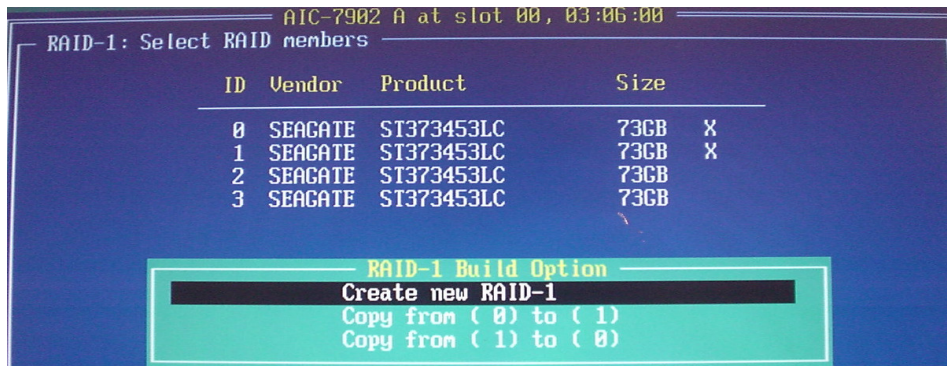 AIC-7902 A at slot 00, 03:06:00
RAID-1: Select RAID members
ID Vendor Product Size
0 SEAGATE ST373453LC 73GB X
1 SEAGATE ST373453LC 73GB X
2 SEAGATE ST373453LC 73GB
3 SEAGATE ST373453LC 73GB
RAID-1 Build Option
Create new RAID-1
Copy from ( 0) to ( 1)
Copy from ( 1) to ( 0)